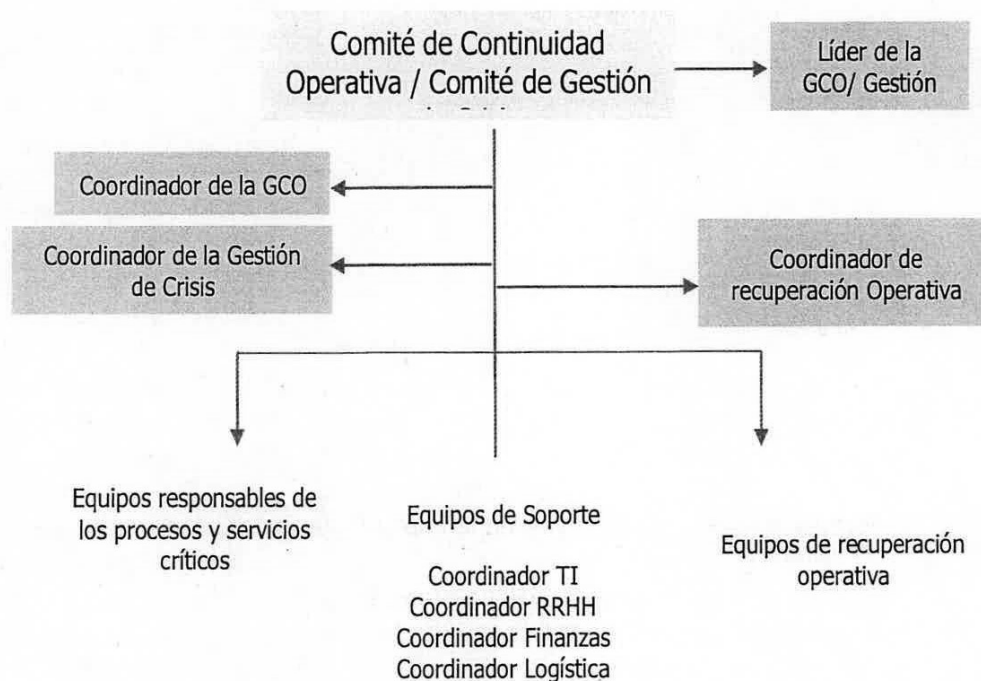 Comité de Continuidad
Operativa / Comité de Gestión
Líder de la
GCO/ Gestión
Coordinador de la GCO
Coordinador de la Gestión
de Crisis
Coordinador de
recuperación Operativa
Equipos responsables de
los procesos y servicios
críticos
Equipos de Soporte
Coordinador TI
Coordinador RRHH
Coordinador Finanzas
Coordinador Logística
Equipos de recuperación
operativa